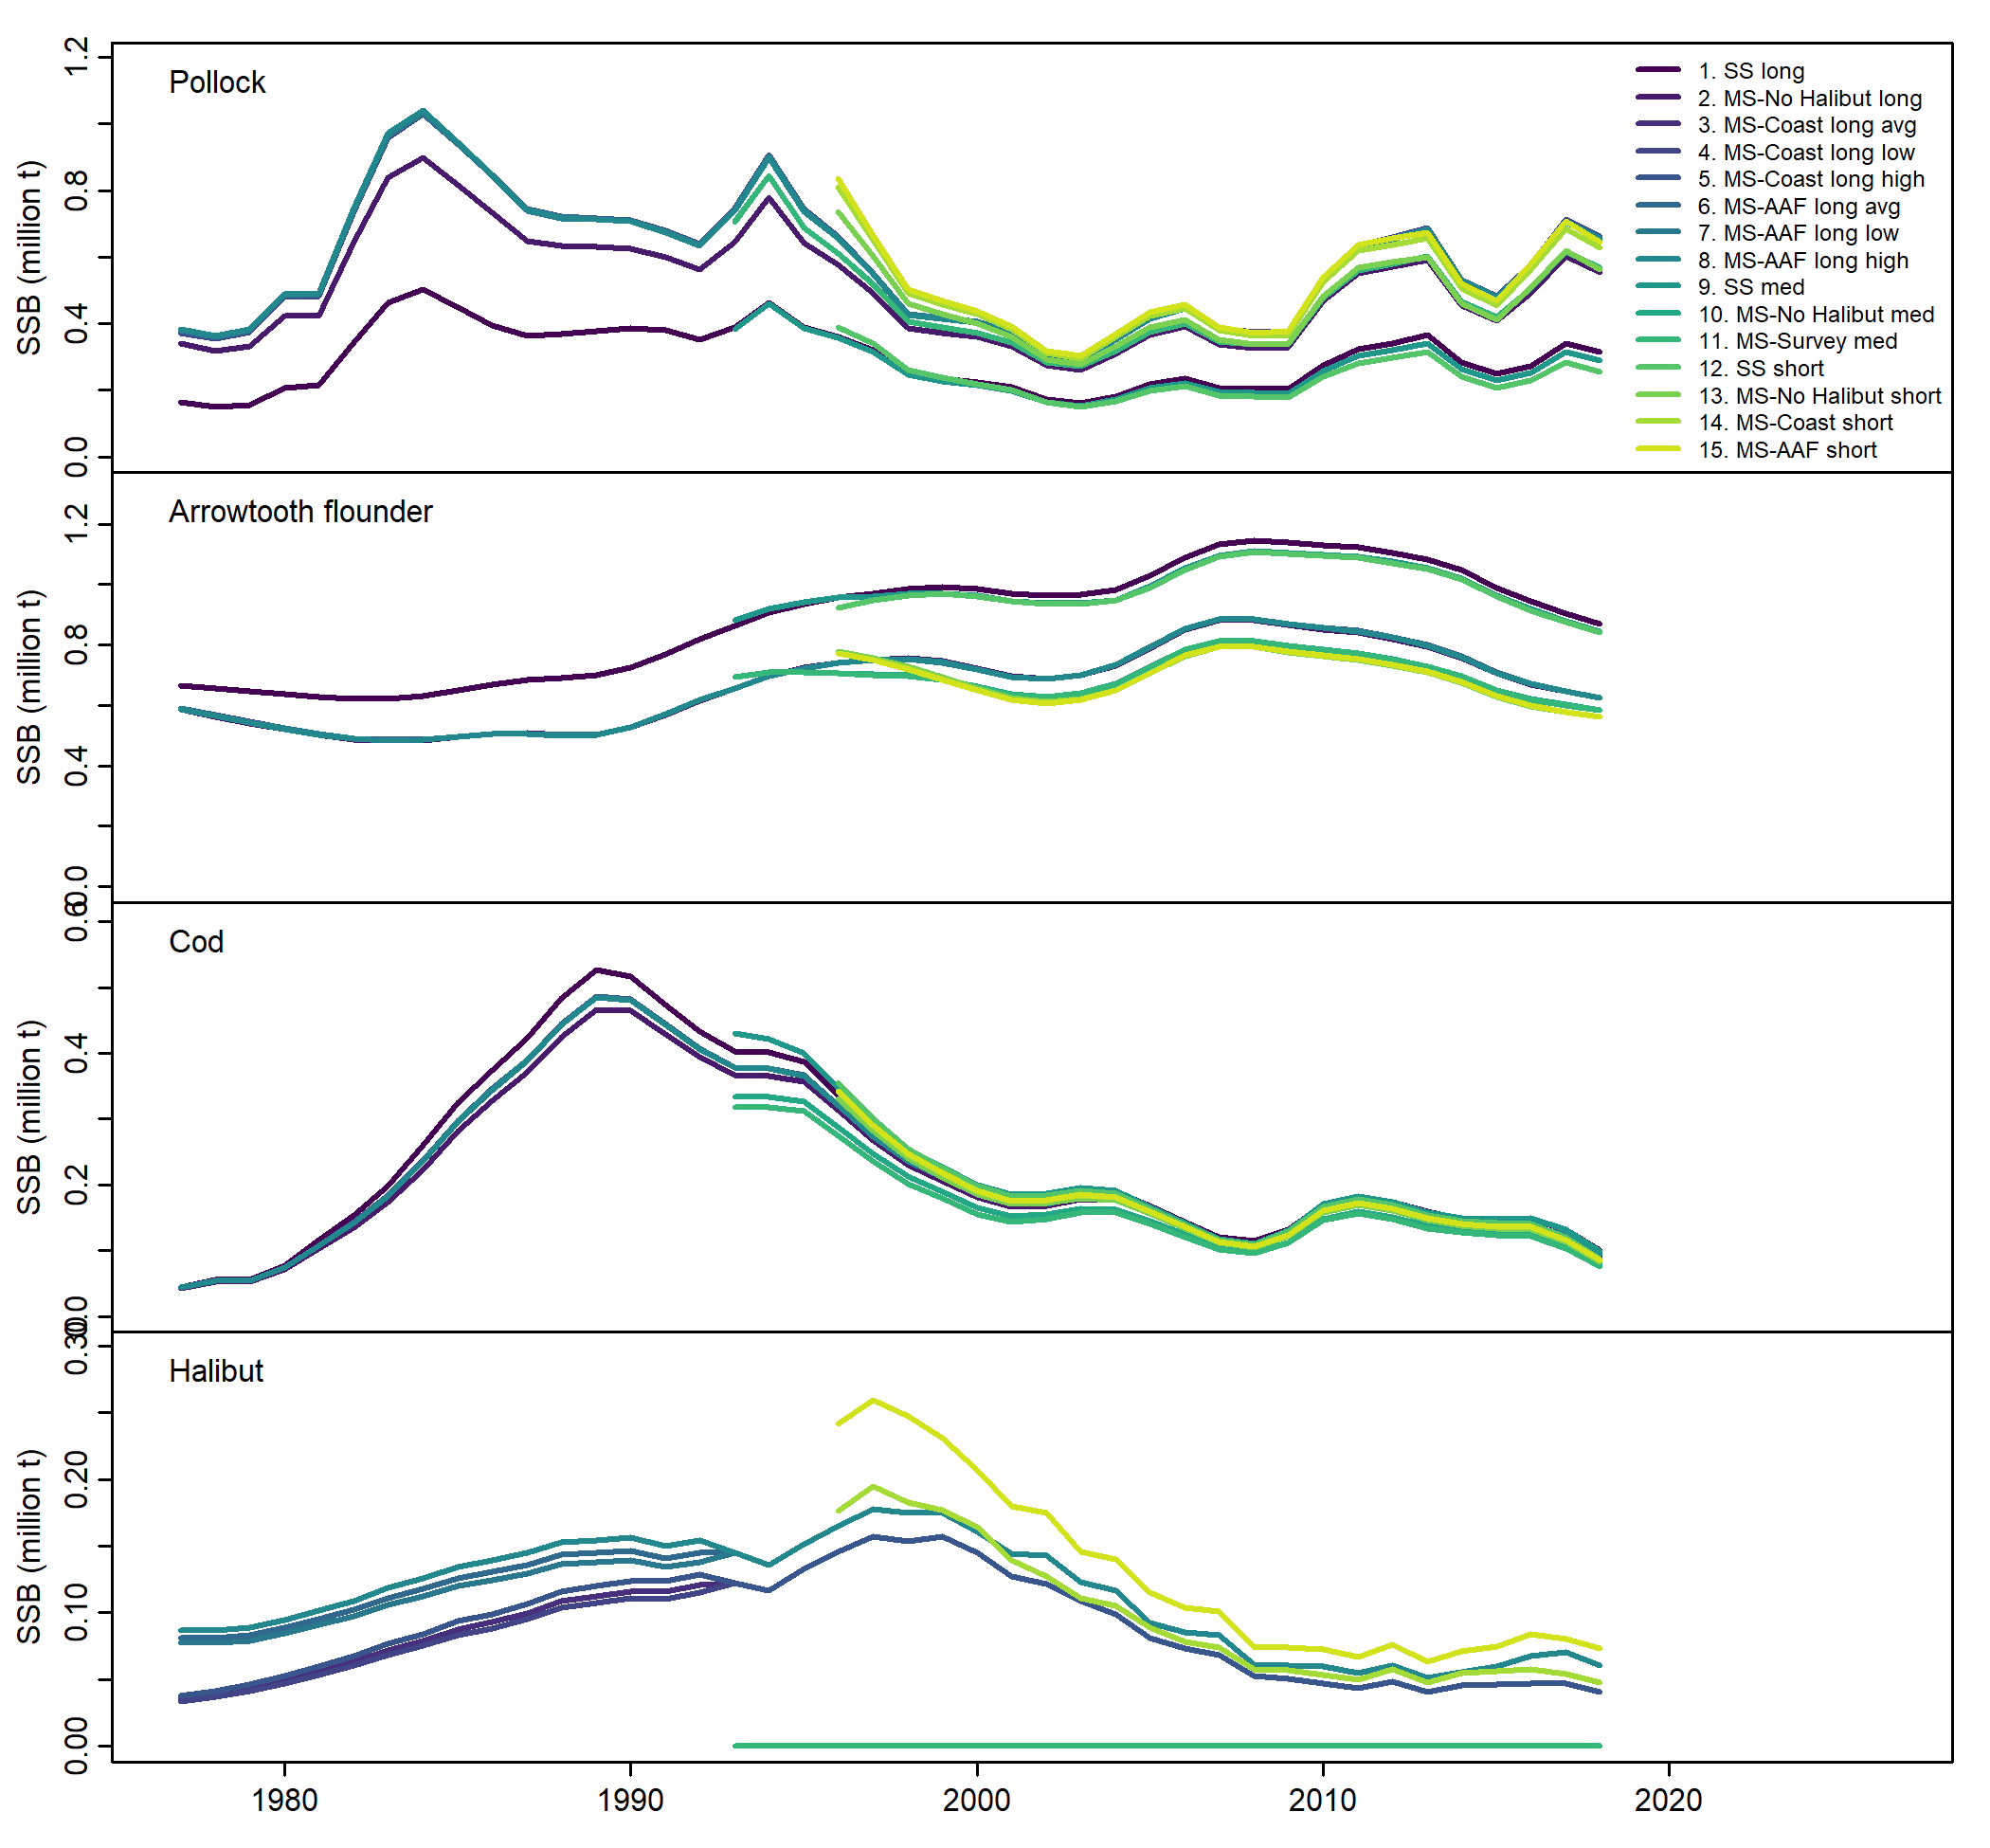 Pollock
SSB (million t)
1.2
0.8
0.4
0.0
1. SS long
2. MS-No Halibut long
3. MS-Coast long avg
4. MS-Coast long low
5. MS-Coast long high
6. MS-AAF long avg
7. MS-AAF long low
8. MS-AAF long high
9. SS med
10. MS-No Halibut med
11. MS-Survey med
12. SS short
13. MS-No Halibut short
14. MS-Coast short
15. MS-AAF short
Arrowtooth flounder
SSB (million t)
1.2
0.8
0.4
0.0
Cod
SSB (million t)
0.6
0.4
0.2
0.0
Halibut
SSB (million t)
0.30
0.20
0.10
0.00
1980 1990 2000 2010 2020